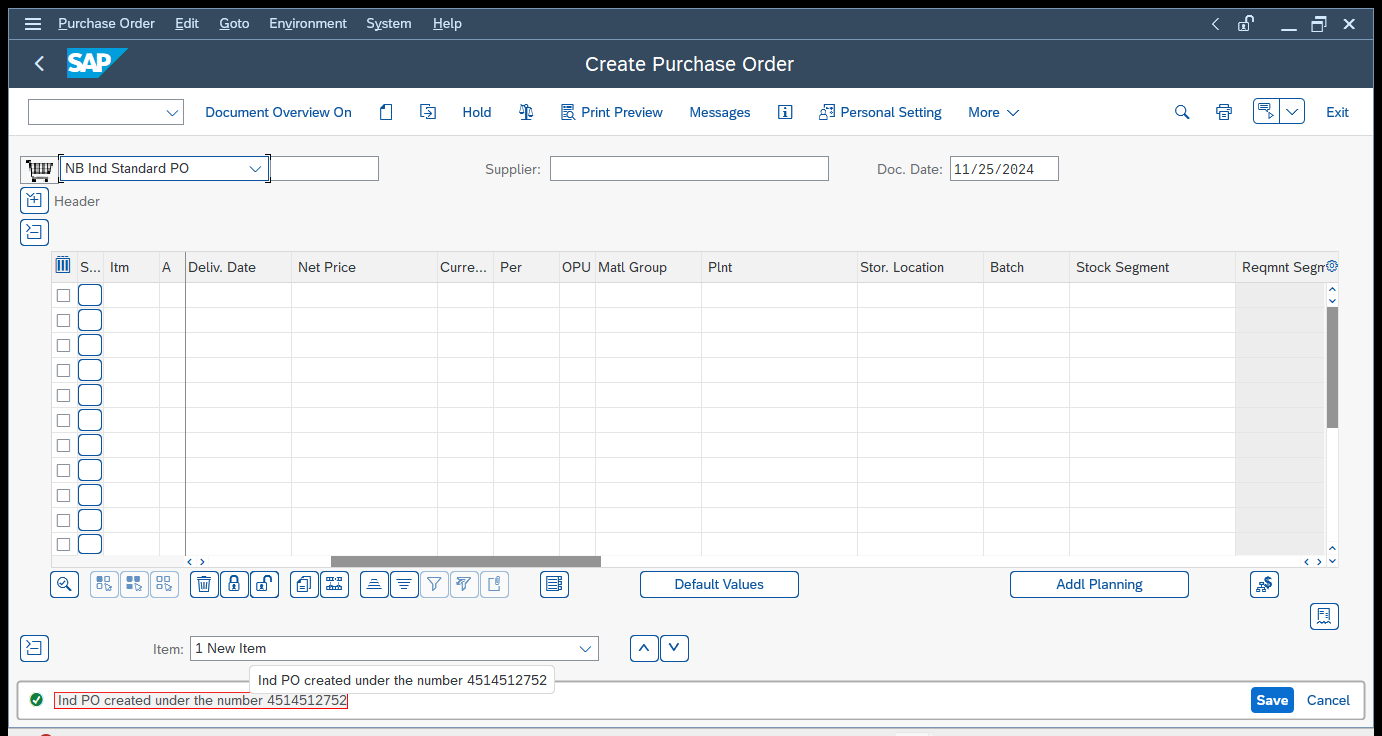 Purchase Order Edit Goto Environment System Help
SAP Create Purchase Order
Document Overview On Hold Print Preview Messages Personal Setting More Exit
NB Ind Standard PO Supplier: Doc. Date: 11/25/2024
Header
S... Itm A Deliv. Date Net Price Curre... Per OPU Matl Group Plnt Stor. Location Batch Stock Segment Reqmnt Segm
Default Values Addl Planning
Item: 1 New Item
Ind PO created under the number 4514512752
Ind PO created under the number 4514512752 Save Cancel